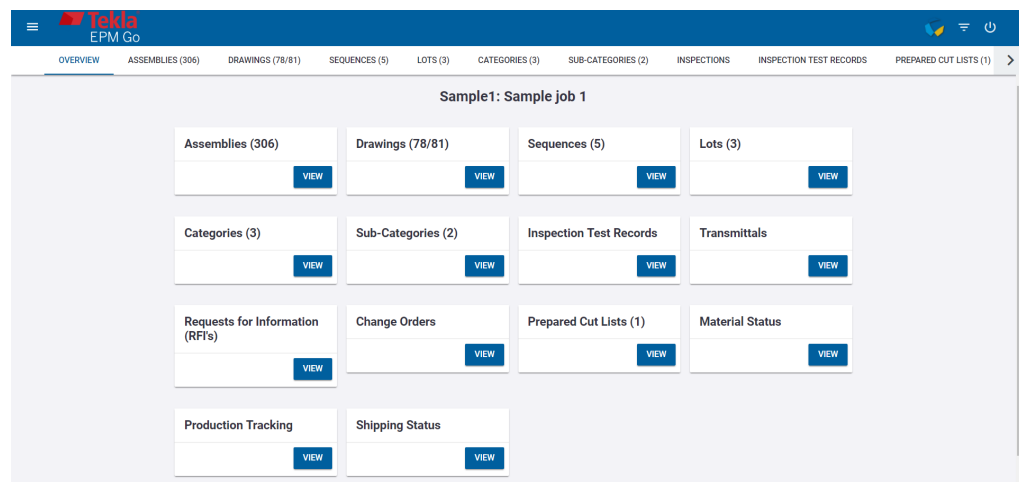 Tekla
EPM Go
OVERVIEW ASSEMBLIES (306) DRAWINGS (78/81) SEQUENCES (5) LOTS (3) CATEGORIES (3) SUB-CATEGORIES (2) INSPECTIONS INSPECTION TEST RECORDS PREPARED CUT LISTS (1)
Sample1: Sample job 1
Assemblies (306) Drawings (78/81) Sequences (5) Lots (3)
VIEW VIEW VIEW VIEW
Categories (3) Sub-Categories (2) Inspection Test Records Transmittals
VIEW VIEW VIEW VIEW
Requests for Information Change Orders Prepared Cut Lists (1) Material Status
(RFI's)
VIEW VIEW VIEW
VIEW
Production Tracking Shipping Status
VIEW VIEW